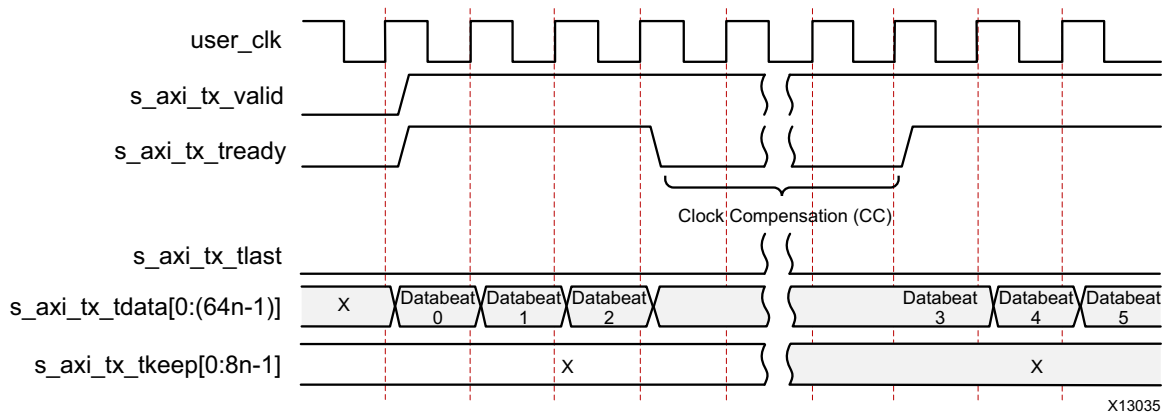 user_clk
s_axi_tx_valid
s_axi_tx_tready
Clock Compensation (CC)
s_axi_tx_tlast
s_axi_tx_tdata[0:(64n-1)]
X
Databeat
0
Databeat
1
Databeat
2
Databeat
3
Databeat
4
Databeat
5
s_axi_tx_tkeep[0:8n-1]
X
X
X13035